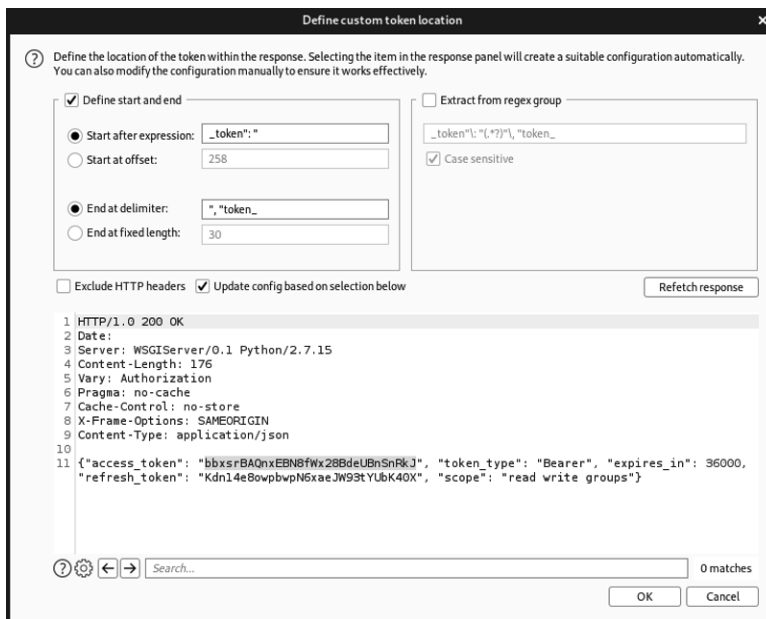 Define custom token location
Define the location of the token within the response. Selecting the item in the response panel will create a suitable configuration automatically.
You can also modify the configuration manually to ensure it works effectively.
Define start and end
Start after expression: _token": "
Start at offset: 258
End at delimiter: ", "token_
End at fixed length: 30
Extract from regex group
_token"\: "(.*?)"\, "token_
Case sensitive
Exclude HTTP headers Update config based on selection below Refetch response
1 HTTP/1.0 200 OK
2 Date:
3 Server: WSGIServer/0.1 Python/2.7.15
4 Content-Length: 176
5 Vary: Authorization
6 Pragma: no-cache
7 Cache-Control: no-store
8 X-Frame-Options: SAMEORIGIN
9 Content-Type: application/json
10
11 {"access_token": "bbxsrBAQnxEBN8fWx28BdeUBnSnRkJ", "token_type": "Bearer", "expires_in": 36000,
"refresh_token": "Kdnl4e8owpbwpN6xaeJW93tYUbK4OX", "scope": "read write groups"}
Search... 0 matches
OK Cancel